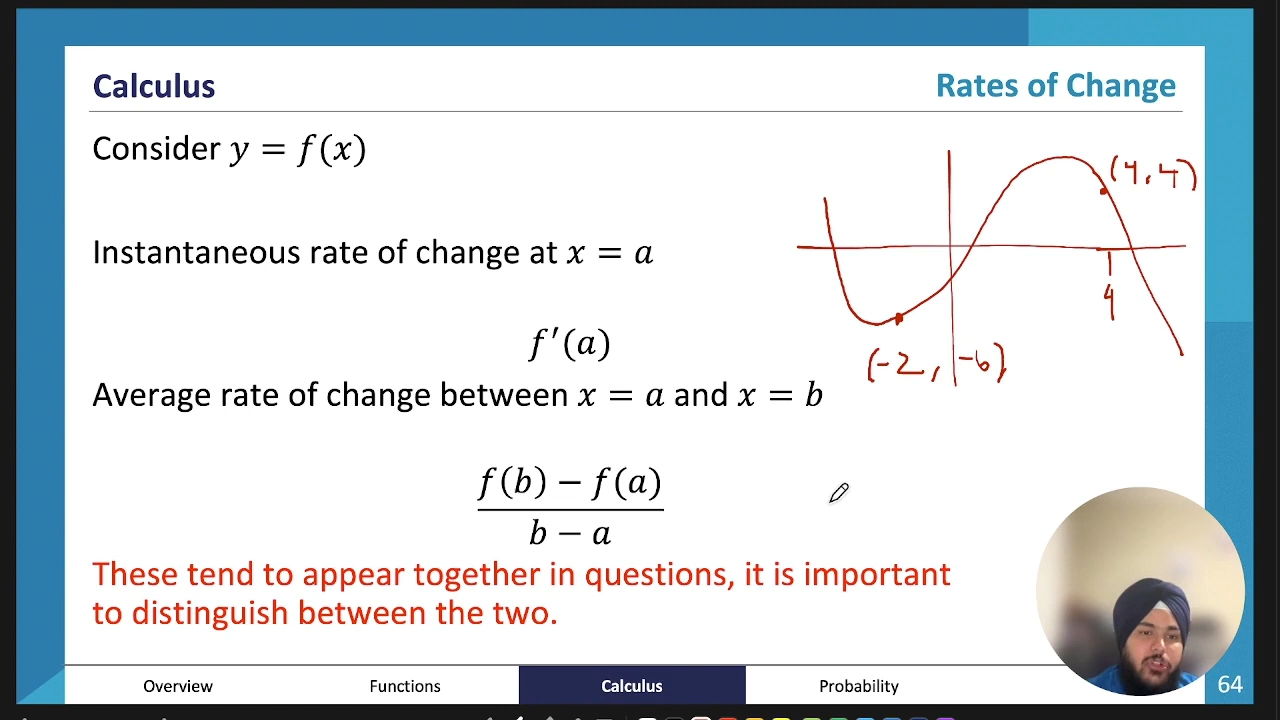 Calculus
Rates of Change
Consider y = f(x)
(4, 4)
Instantaneous rate of change at x = a
4
f′(a)
(-2, -6)
Average rate of change between x = a and x = b
f(b) − f(a)
b − a
These tend to appear together in questions, it is important
to distinguish between the two.
Overview
Functions
Calculus
Probability
64